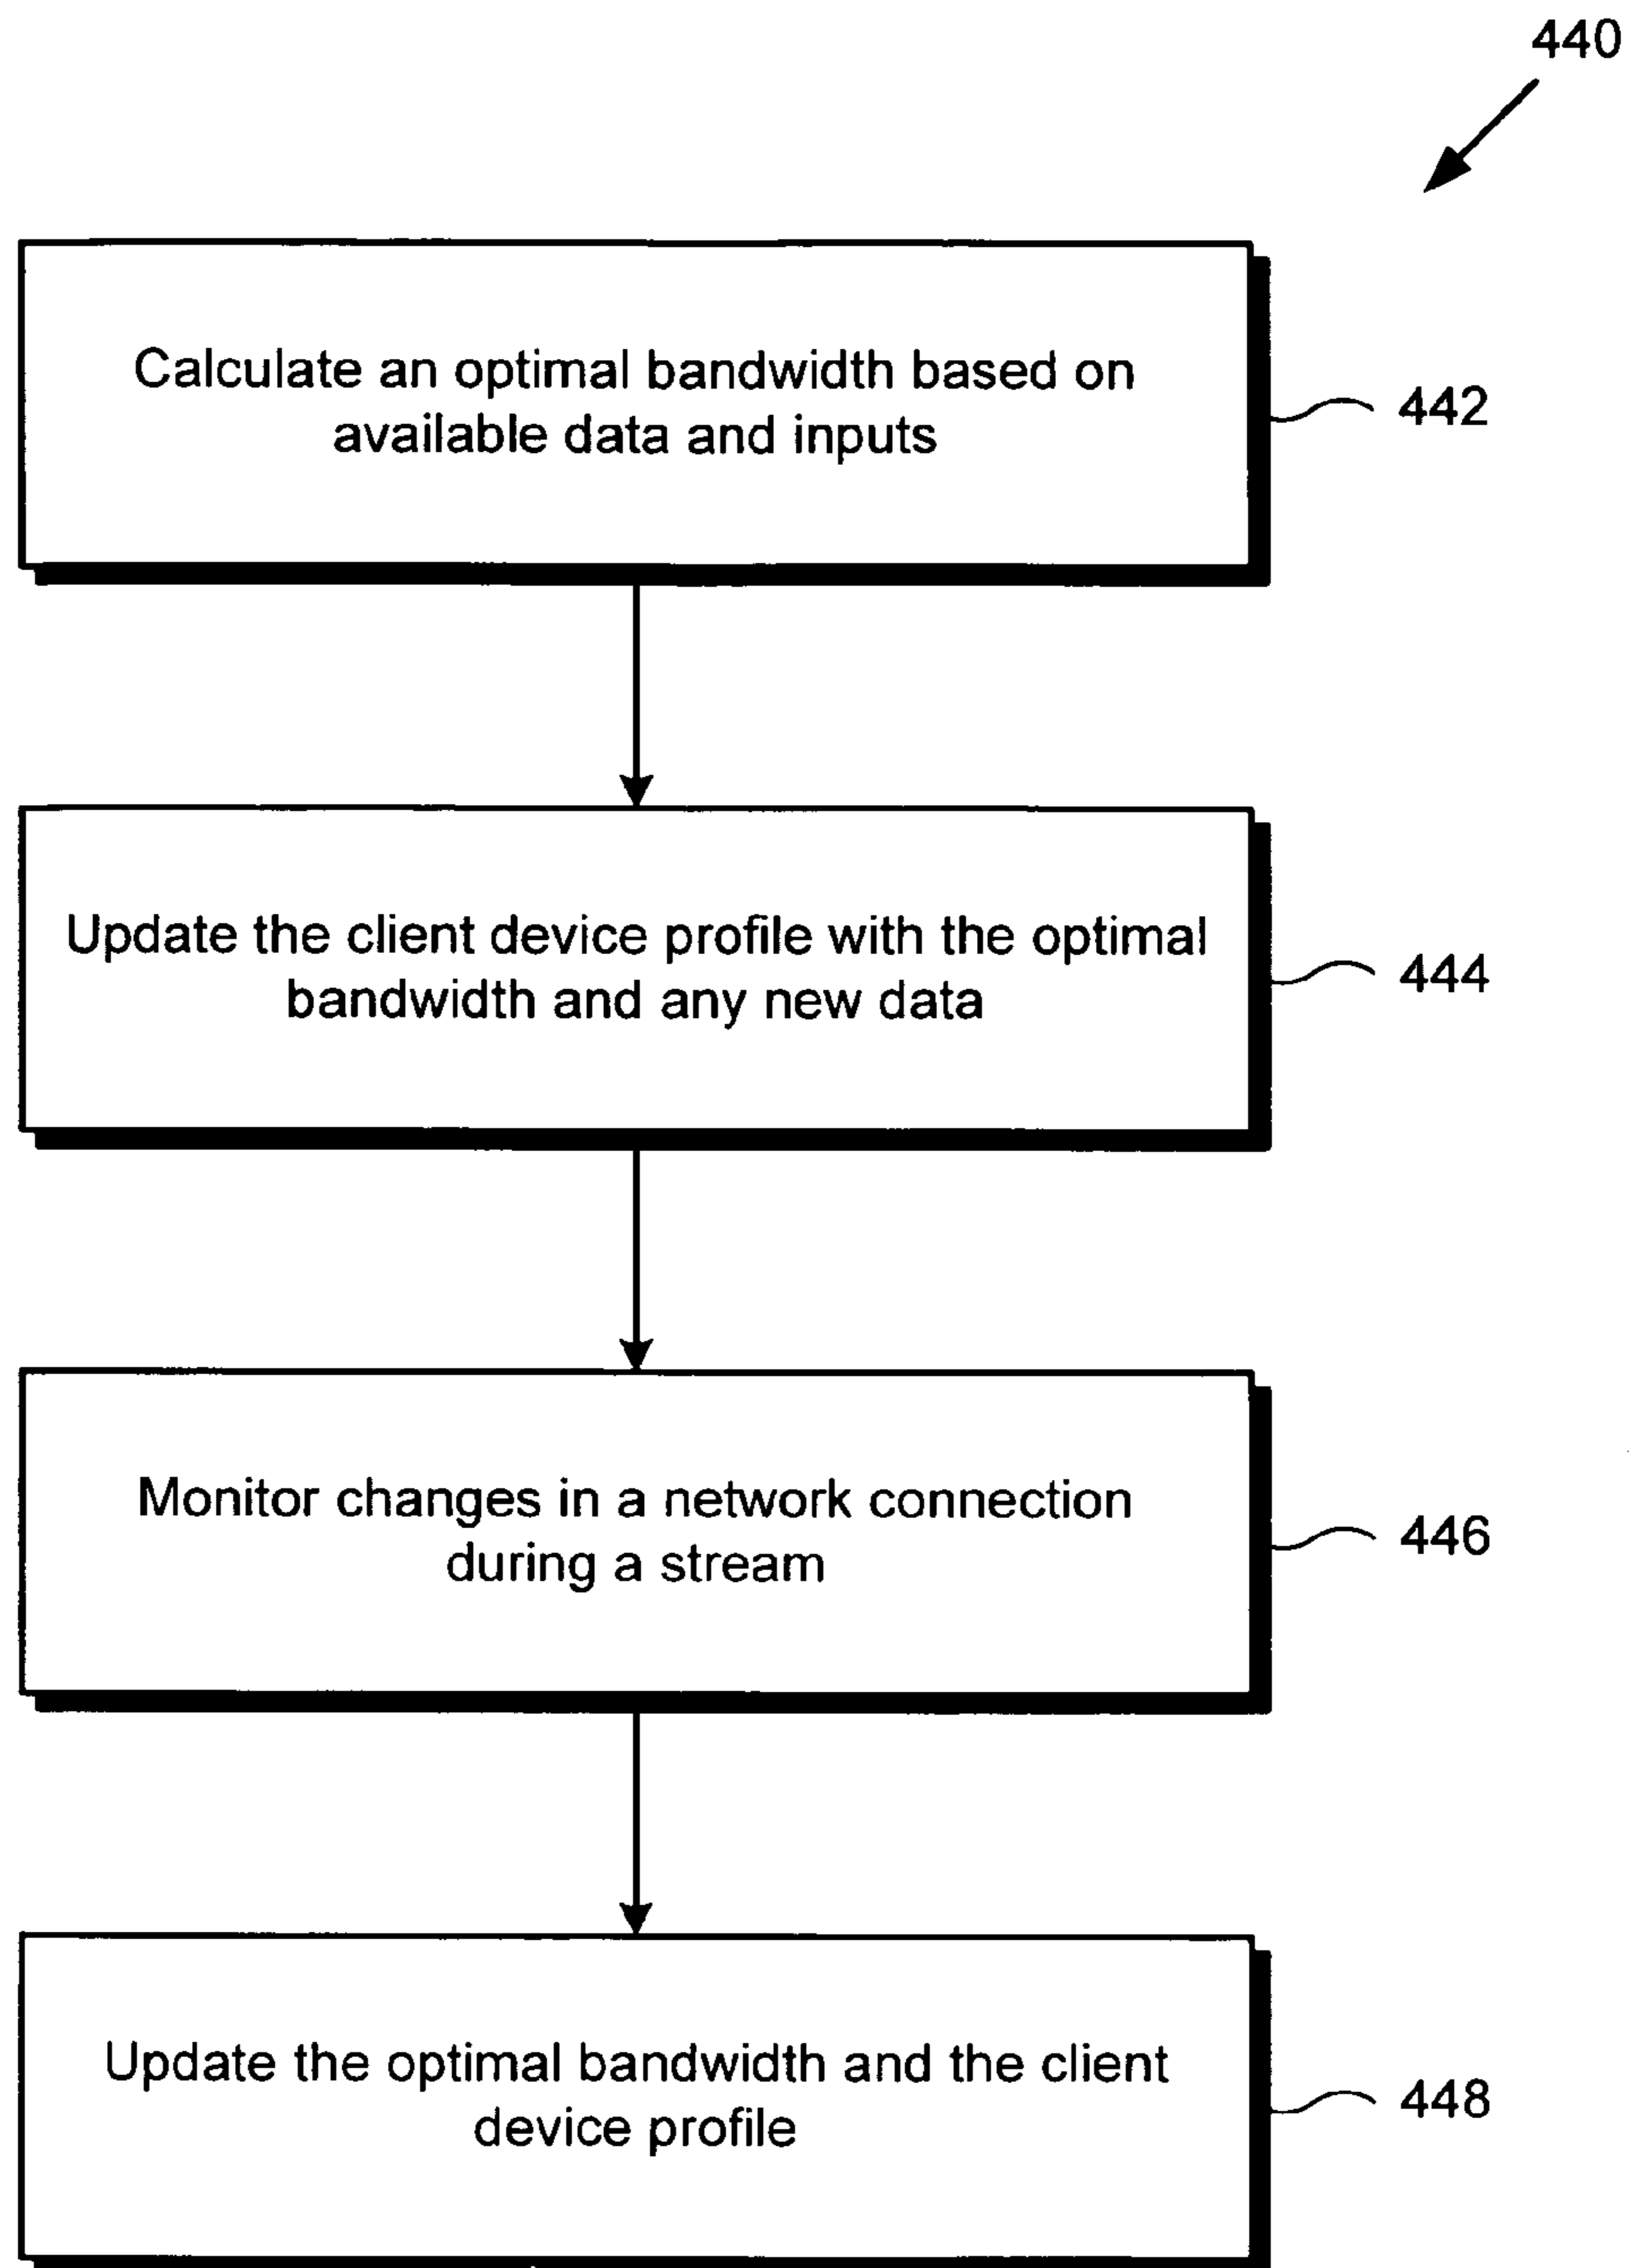 440
Calculate an optimal bandwidth based on
available data and inputs
442
Update the client device profile with the optimal
bandwidth and any new data
444
Monitor changes in a network connection
during a stream
446
Update the optimal bandwidth and the client
device profile
448